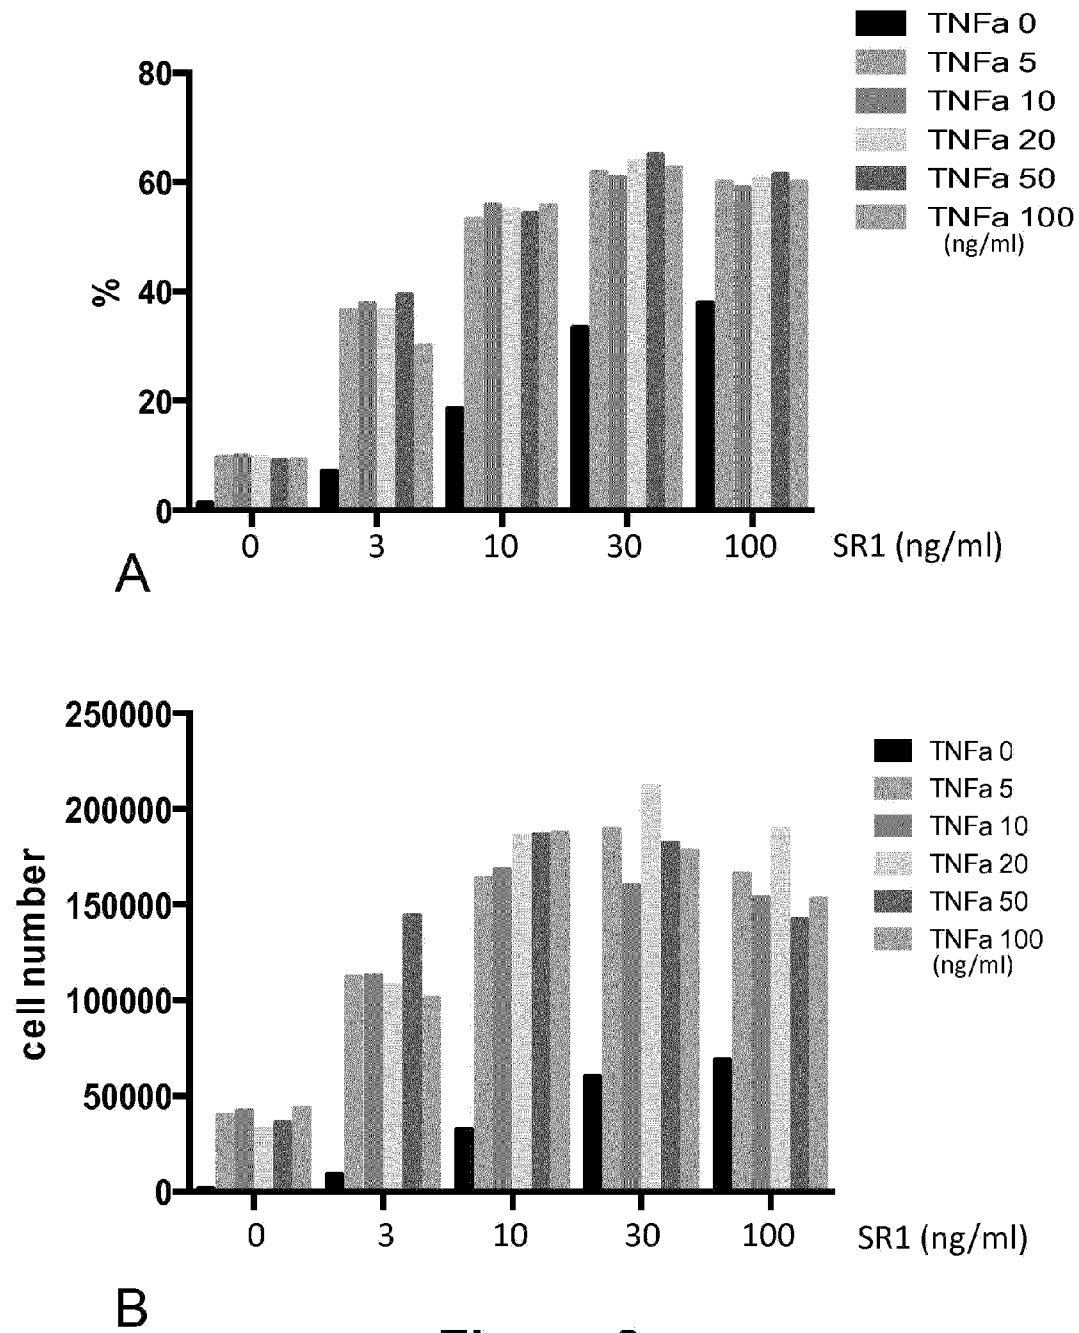 TNFa 0
TNFa 5
TNFa 10
TNFa 20
TNFa 50
TNFa 100
(ng/ml)
80
60
40
20
0
%
0 3 10 30 100 SR1 (ng/ml)
A
250000
200000
150000
100000
50000
0
cell number
TNFa 0
TNFa 5
TNFa 10
TNFa 20
TNFa 50
TNFa 100
(ng/ml)
0 3 10 30 100 SR1 (ng/ml)
B